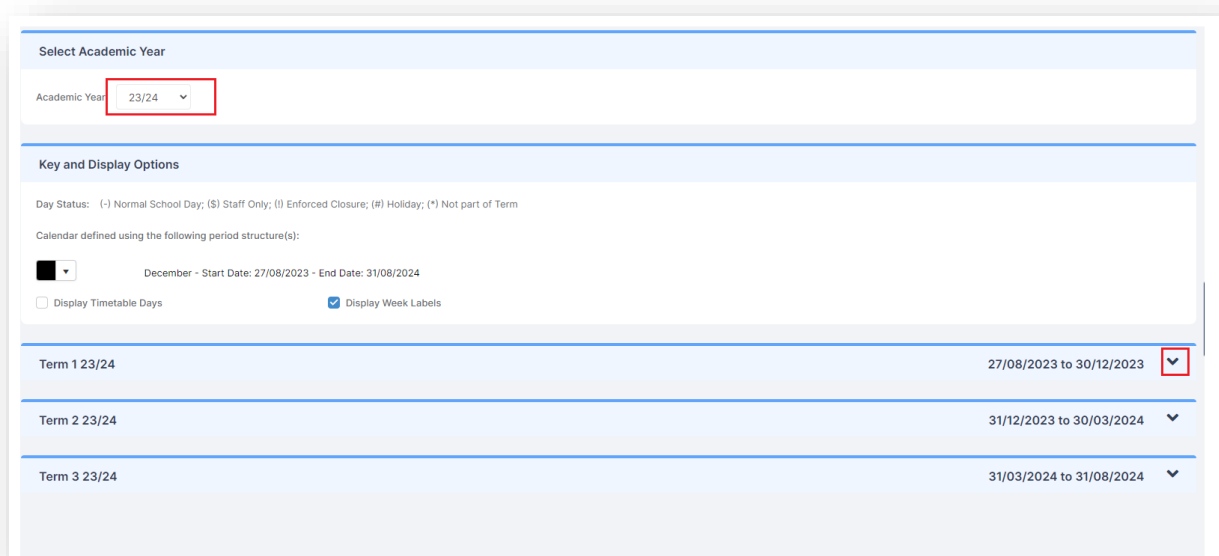 Select Academic Year
Academic Year 23/24
Key and Display Options
Day Status: (-) Normal School Day; ($) Staff Only; (!) Enforced Closure; (#) Holiday; (*) Not part of Term
Calendar defined using the following period structure(s):
December - Start Date: 27/08/2023 - End Date: 31/08/2024
Display Timetable Days Display Week Labels
Term 1 23/24 27/08/2023 to 30/12/2023
Term 2 23/24 31/12/2023 to 30/03/2024
Term 3 23/24 31/03/2024 to 31/08/2024